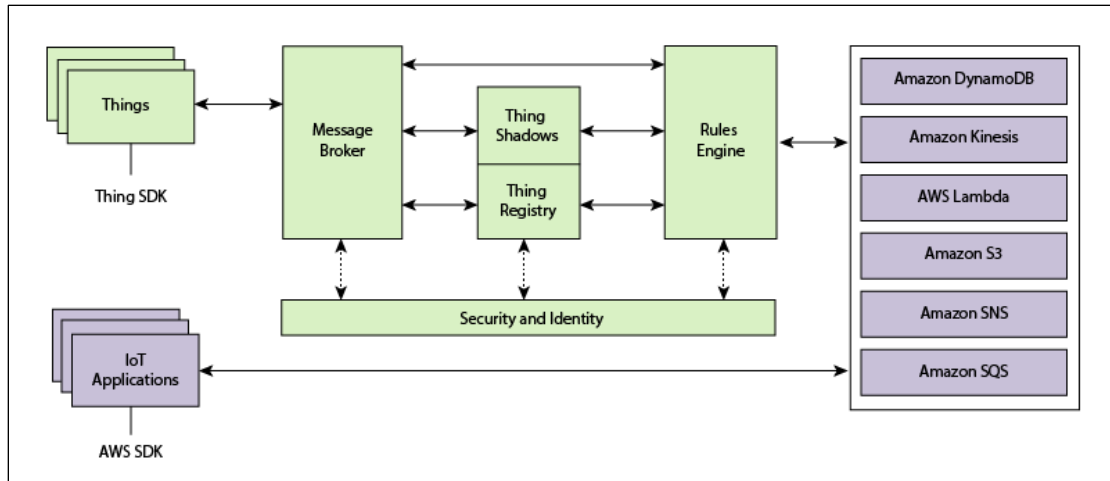 Things
Thing SDK
Message
Broker
Thing
Shadows
Thing
Registry
Rules
Engine
Security and Identity
Amazon DynamoDB
Amazon Kinesis
AWS Lambda
Amazon S3
Amazon SNS
Amazon SQS
IoT
Applications
AWS SDK